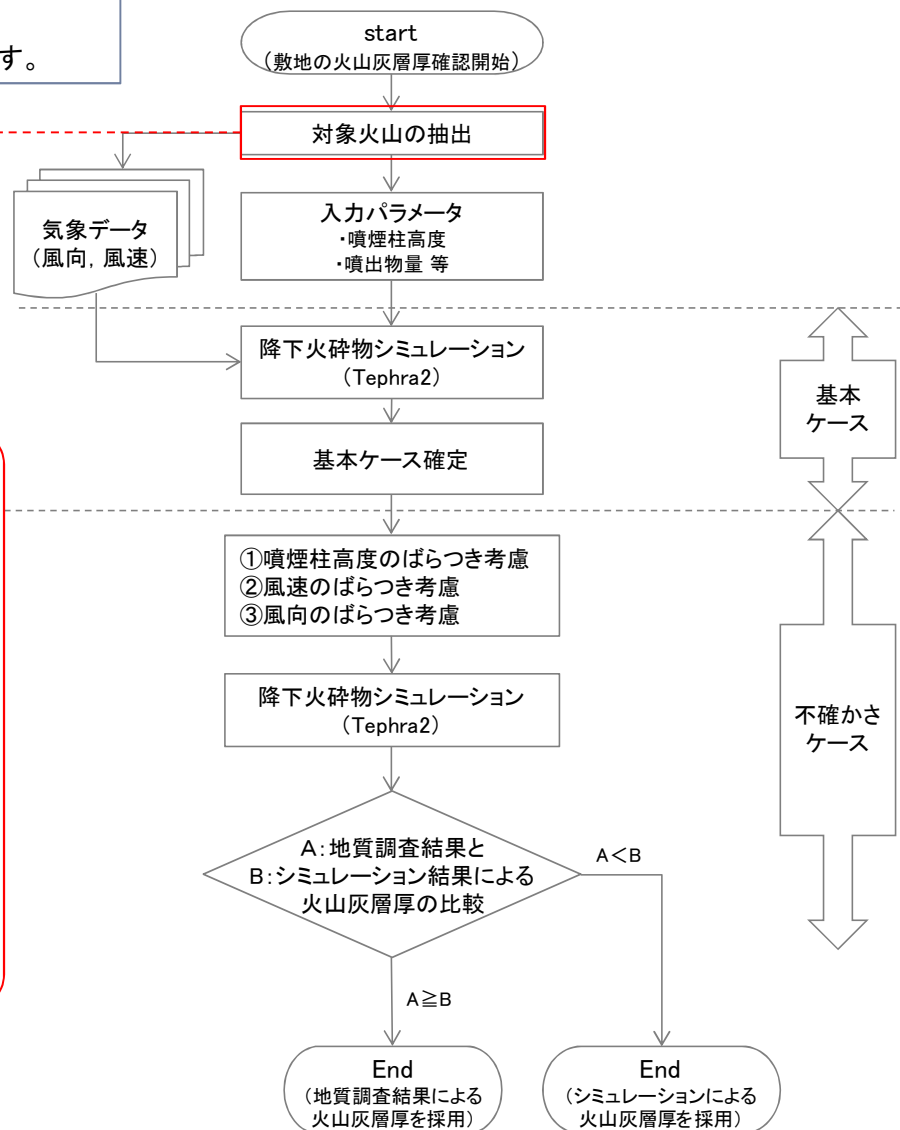 す。
start
（敷地の火山灰層厚確認開始）
対象火山の抽出
気象データ
（風向，風速）
入力パラメータ
・噴煙柱高度
・噴出物量 等
降下火砕物シミュレーション
（Tephra2）
基本ケース確定
基本
ケース
①噴煙柱高度のばらつき考慮
②風速のばらつき考慮
③風向のばらつき考慮
降下火砕物シミュレーション
（Tephra2）
不確かさ
ケース
A：地質調査結果と
B：シミュレーション結果による
火山灰層厚の比較
A＜B
A≧B
End
（地質調査結果による
火山灰層厚を採用）
End
（シミュレーションによる
火山灰層厚を採用）